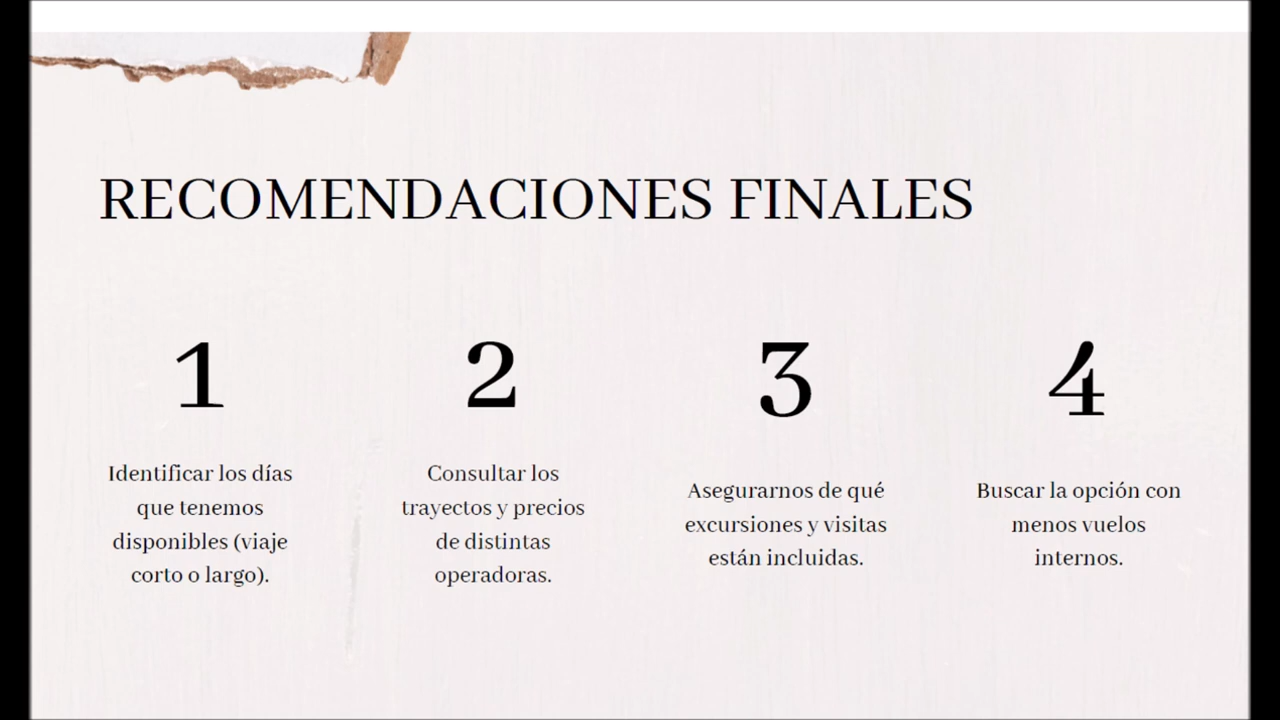 RECOMENDACIONES FINALES
1
Identificar los días
que tenemos
disponibles (viaje
corto o largo).
2
Consultar los
trayectos y precios
de distintas
operadoras.
3
Asegurarnos de qué
excursiones y visitas
están incluidas.
4
Buscar la opción con
menos vuelos
internos.